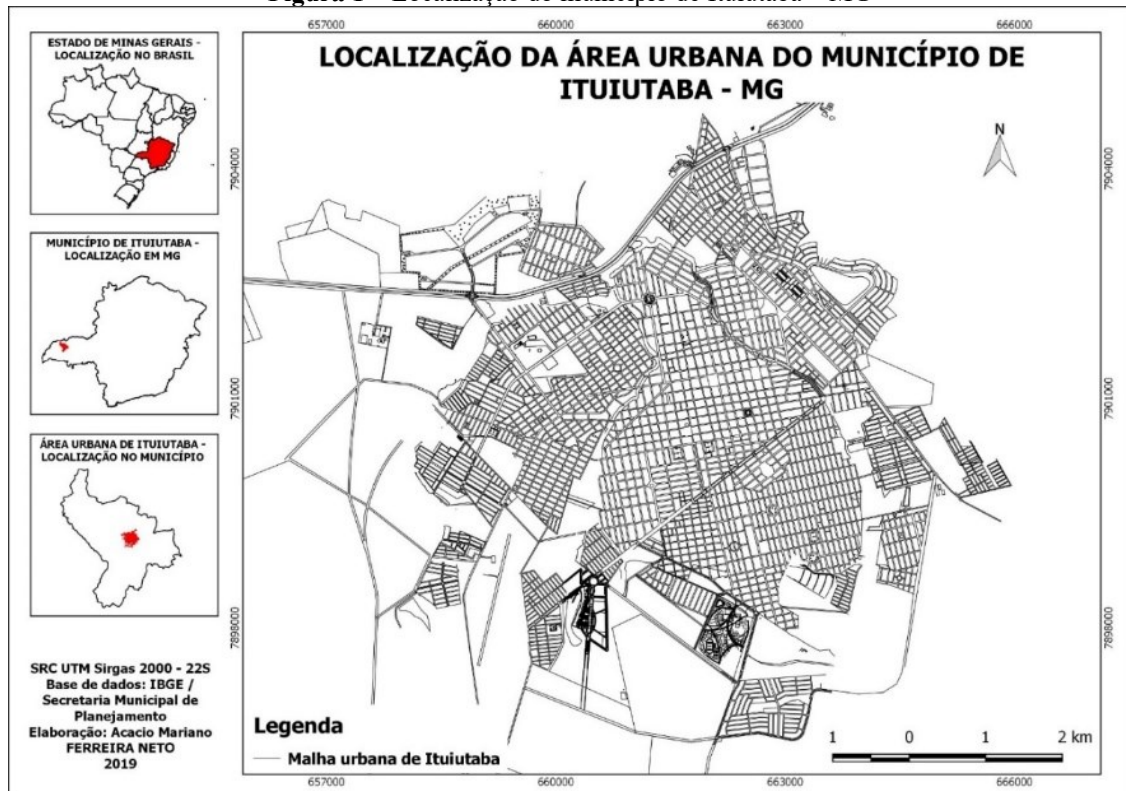 657000
660000
663000
666000
ESTADO DE MINAS GERAIS -
LOCALIZAÇÃO NO BRASIL
LOCALIZAÇÃO DA ÁREA URBANA DO MUNICÍPIO DE
ITUIUTABA - MG
N
7904000
7904000
MUNICÍPIO DE ITUIUTABA -
LOCALIZAÇÃO EM MG
7901000
7901000
ÁREA URBANA DE ITUIUTABA -
LOCALIZAÇÃO NO MUNICÍPIO
7898000
7898000
SRC UTM Sirgas 2000 - 22S
Base de dados: IBGE /
Secretaria Municipal de
Planejamento
Elaboração: Acacio Mariano
FERREIRA NETO
2019
Legenda
Malha urbana de Ituiutaba
1 0 1 2 km
657000
660000
663000
666000